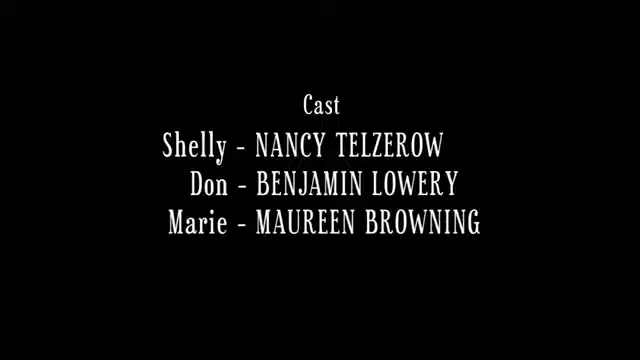 Cast
Shelly - NANCY TELZEROW
Don - BENJAMIN LOWERY
Marie - MAUREEN BROWNING